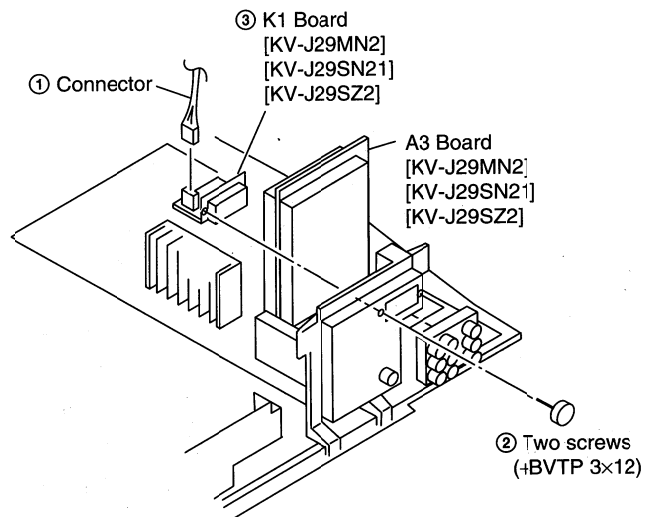 ③ K1 Board
[KV-J29MN2]
[KV-J29SN21]
[KV-J29SZ2]
① Connector
A3 Board
[KV-J29MN2]
[KV-J29SN21]
[KV-J29SZ2]
② Two screws
(+BVTP 3×12)